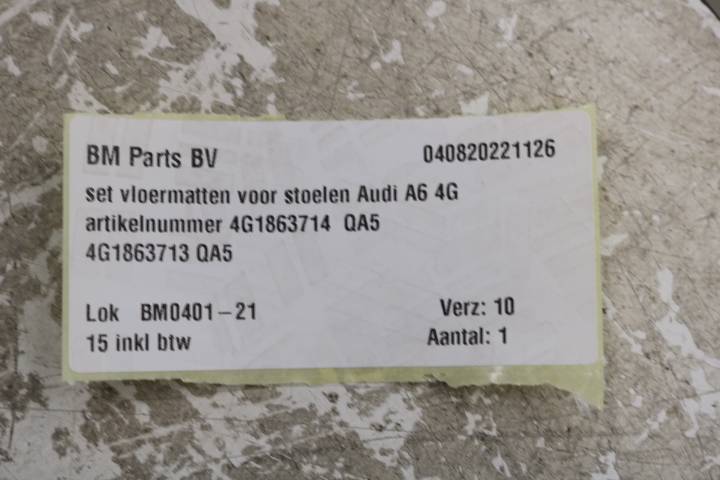 BM Parts BV 040820221126
set vloermatten voor stoelen Audi A6 4G
artikelnummer 4G1863714 QA5
4G1863713 QA5
Lok BM0401-21 Verz: 10
15 inkl btw Aantal: 1